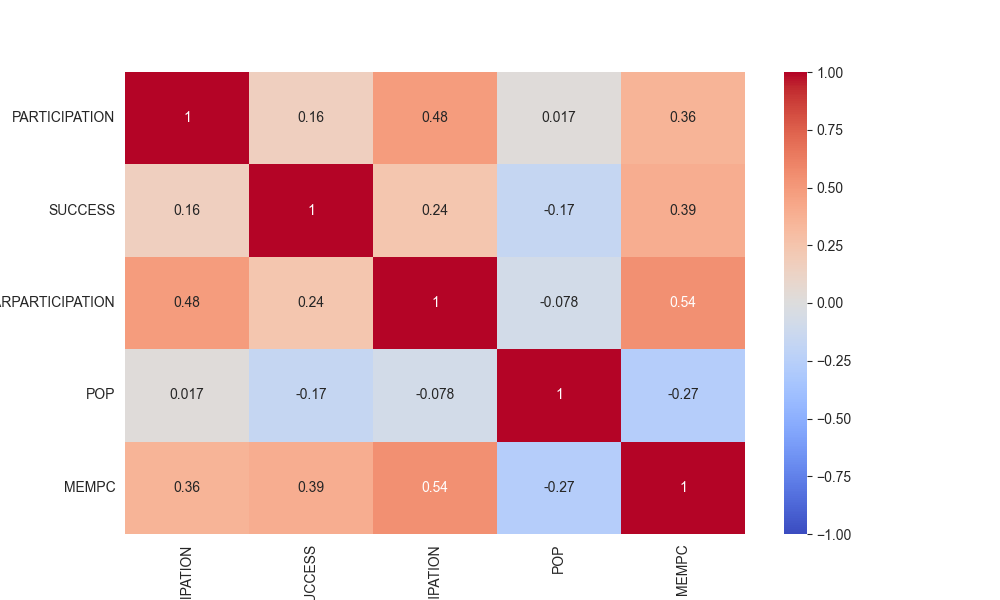 PARTICIPATION 1 0.16 0.48 0.017 0.36
SUCCESS 0.16 1 0.24 -0.17 0.39
ARPARTICIPATION 0.48 0.24 1 -0.078 0.54
POP 0.017 -0.17 -0.078 1 -0.27
MEMPC 0.36 0.39 0.54 -0.27 1
IPATION UCCESS IPATION POP MEMPC
1.00
0.75
0.50
0.25
0.00
−0.25
−0.50
−0.75
−1.00